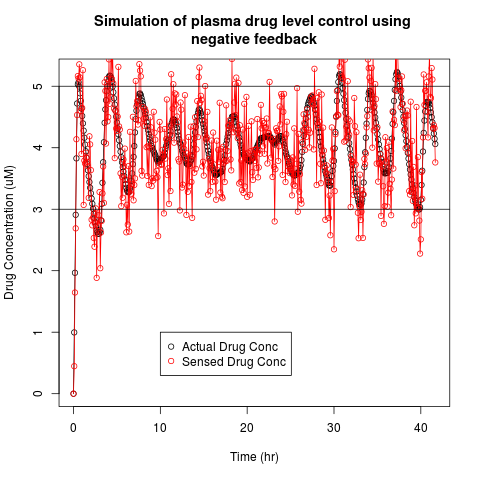 Simulation of plasma drug level control using
negative feedback
Drug Concentration (uM)
5
4
3
2
1
0
Actual Drug Conc
Sensed Drug Conc
0
10
20
30
40
Time (hr)